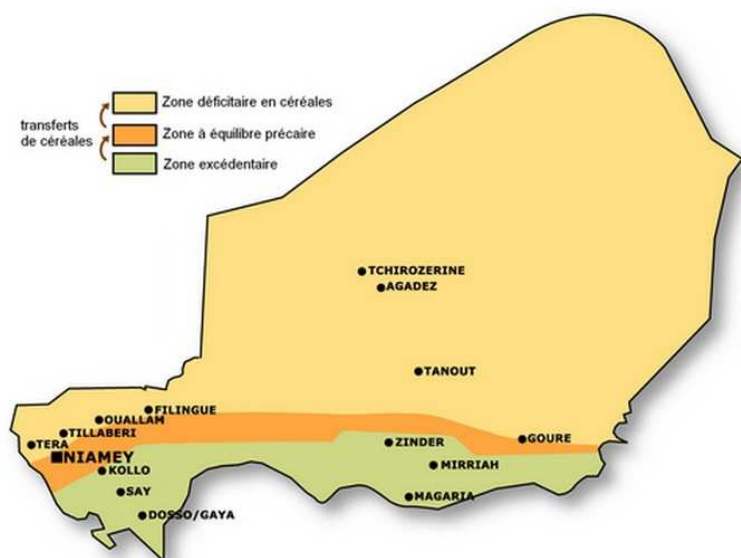 Zone déficitaire en céréales
transferts
de céréales
Zone à équilibre précaire
Zone excédentaire
TCHIROZERINE
AGADEZ
TANOUT
FILINGUE
OUALLAM
TILLABERI
TERA
NIAMEY
KOLLO
SAY
DOSSO/GAYA
ZINDER
GOURE
MIRRIAH
MAGARIA